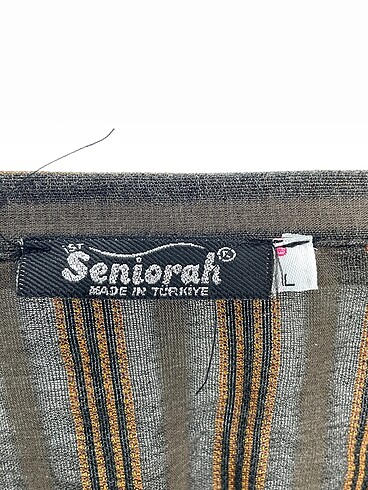 iST
Seniorah®
MADE IN TÜRKİYE
L